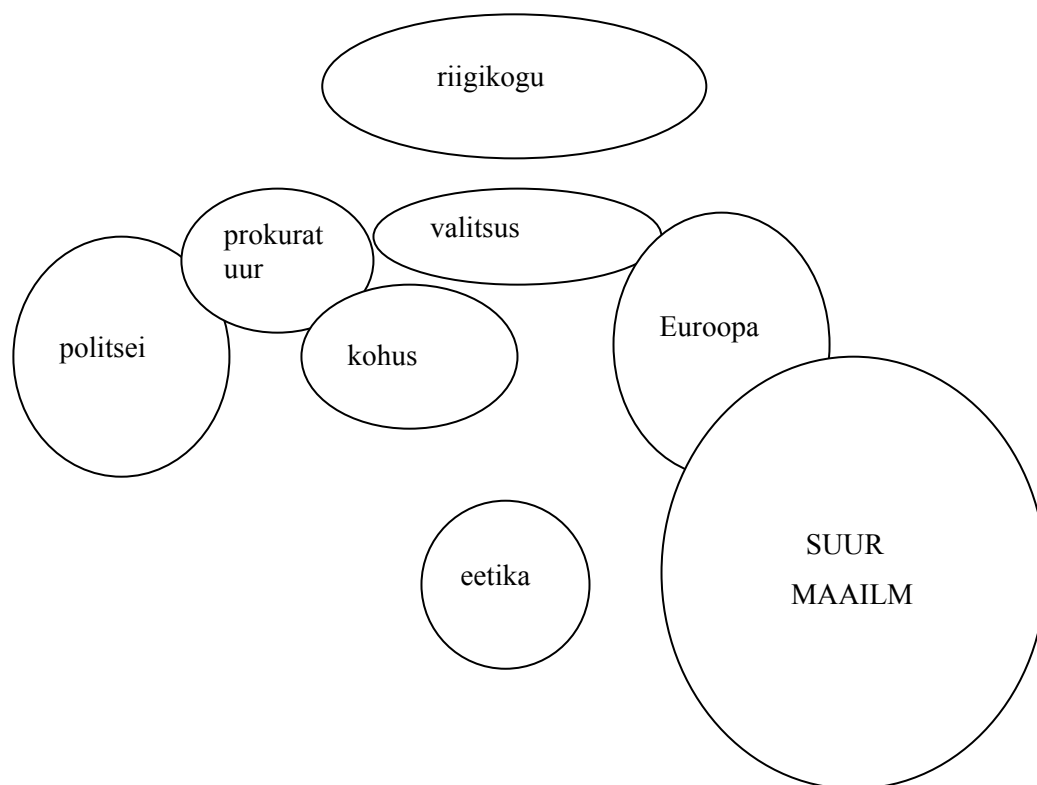 riigikogu
prokurat
uur
valitsus
politsei
kohus
Euroopa
eetika
SUUR
MAAILM